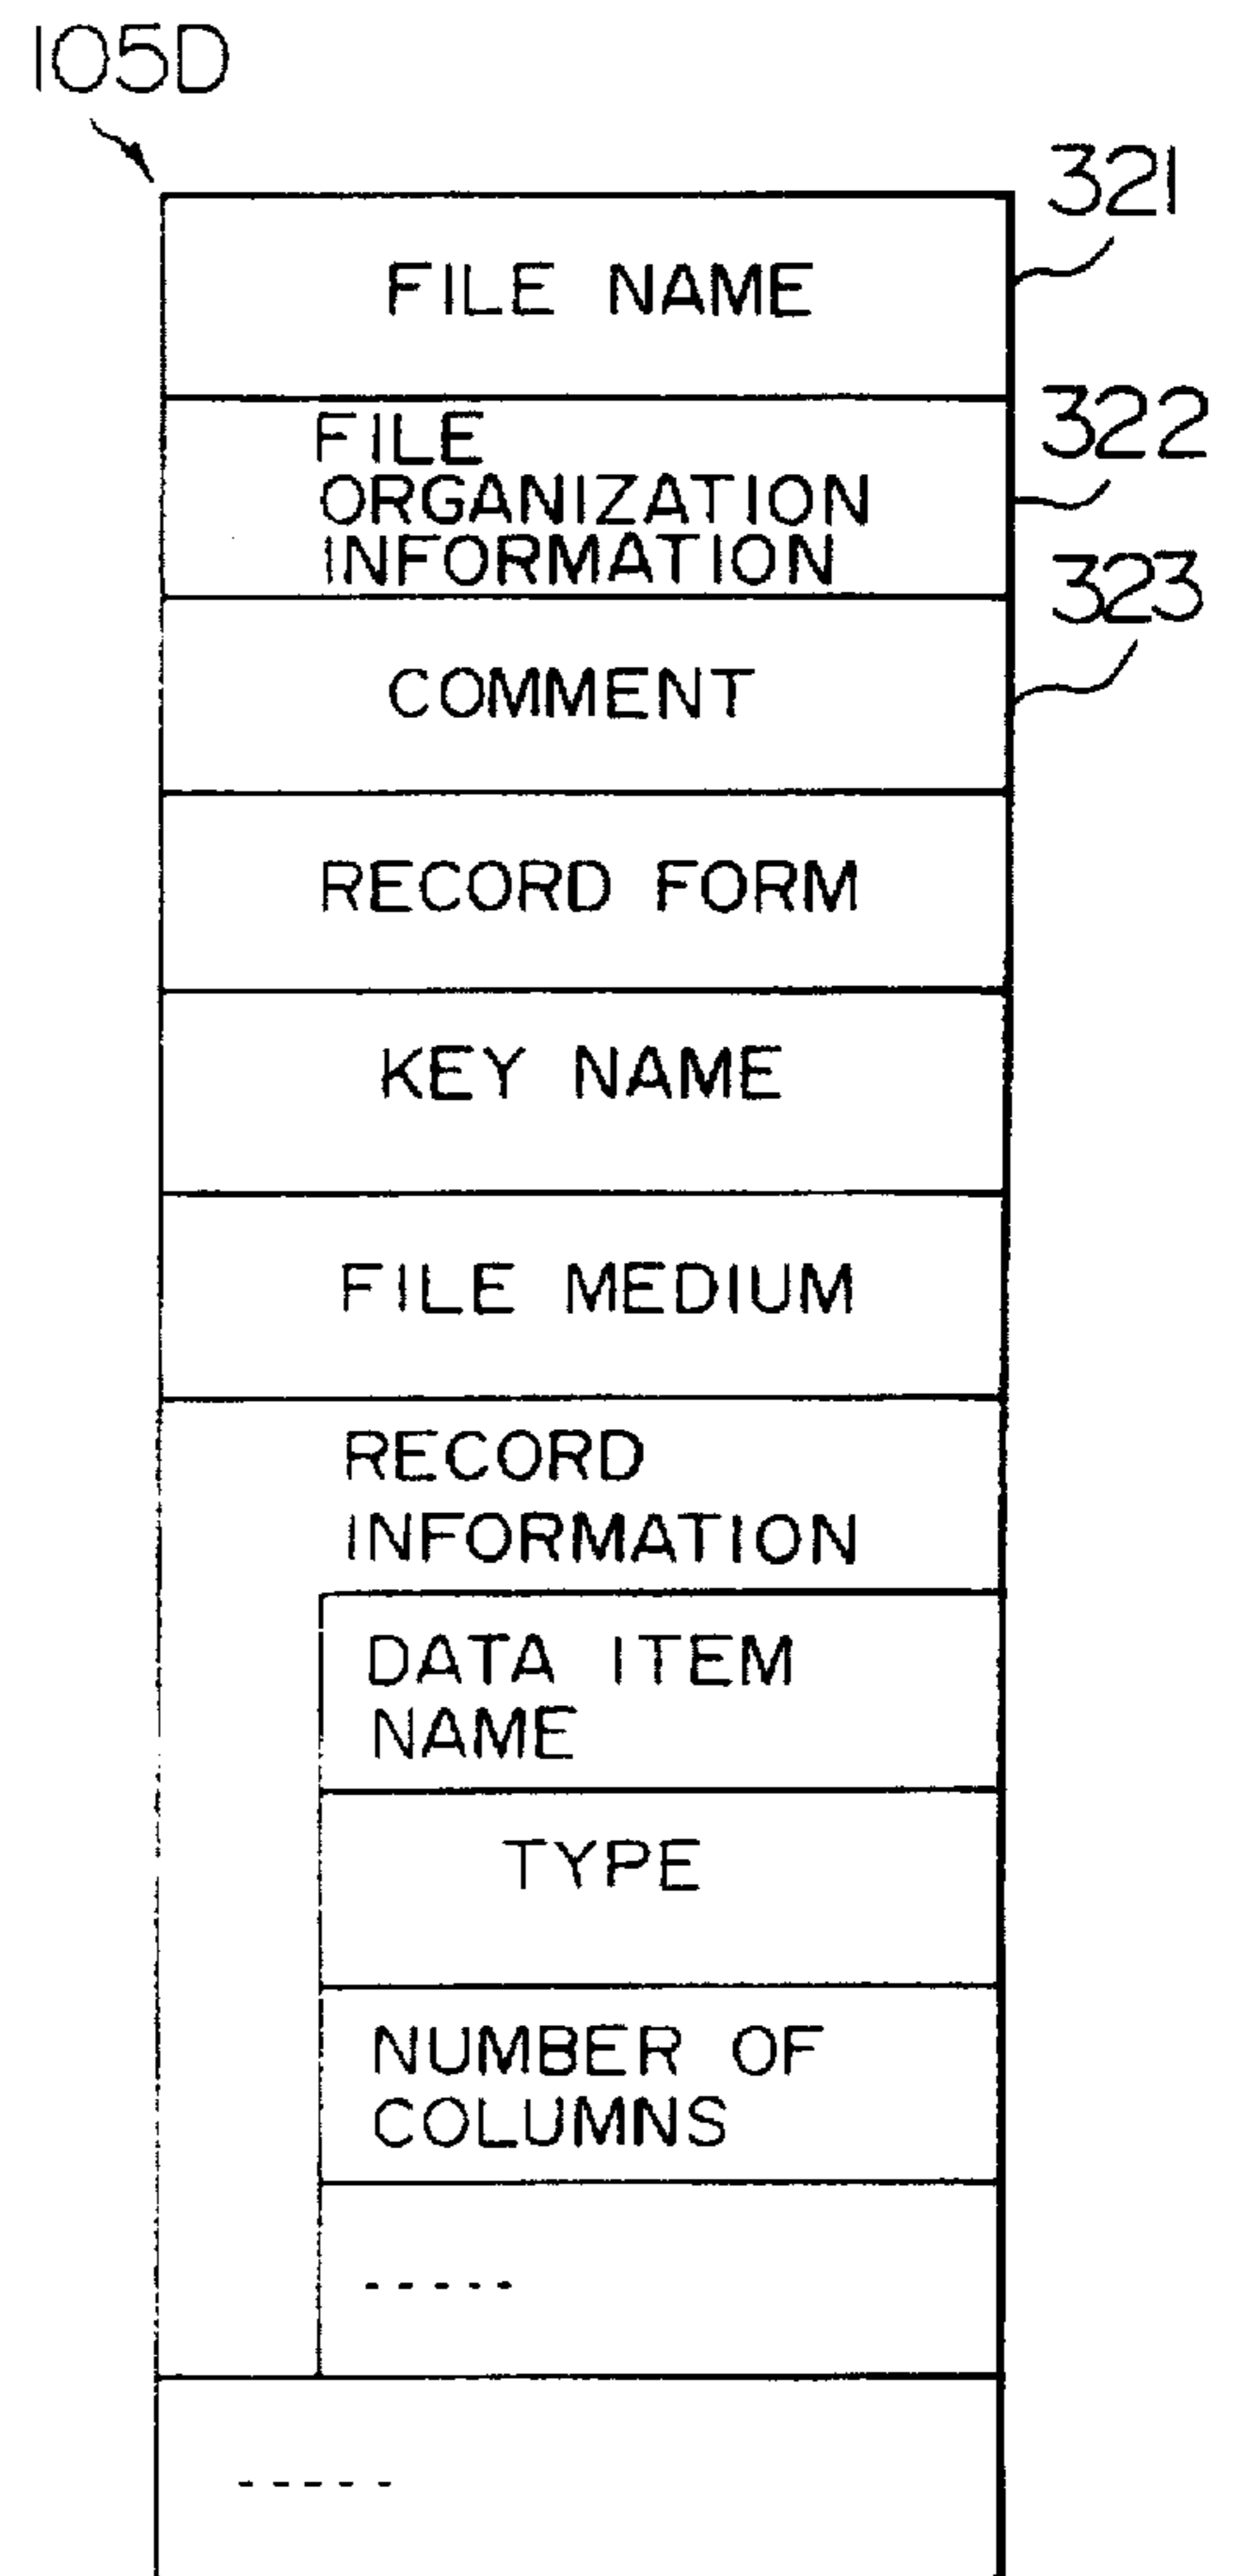 105D
321
FILE NAME
322
FILE
ORGANIZATION
INFORMATION
323
COMMENT
RECORD FORM
KEY NAME
FILE MEDIUM
RECORD
INFORMATION
DATA ITEM
NAME
TYPE
NUMBER OF
COLUMNS
-----
-----